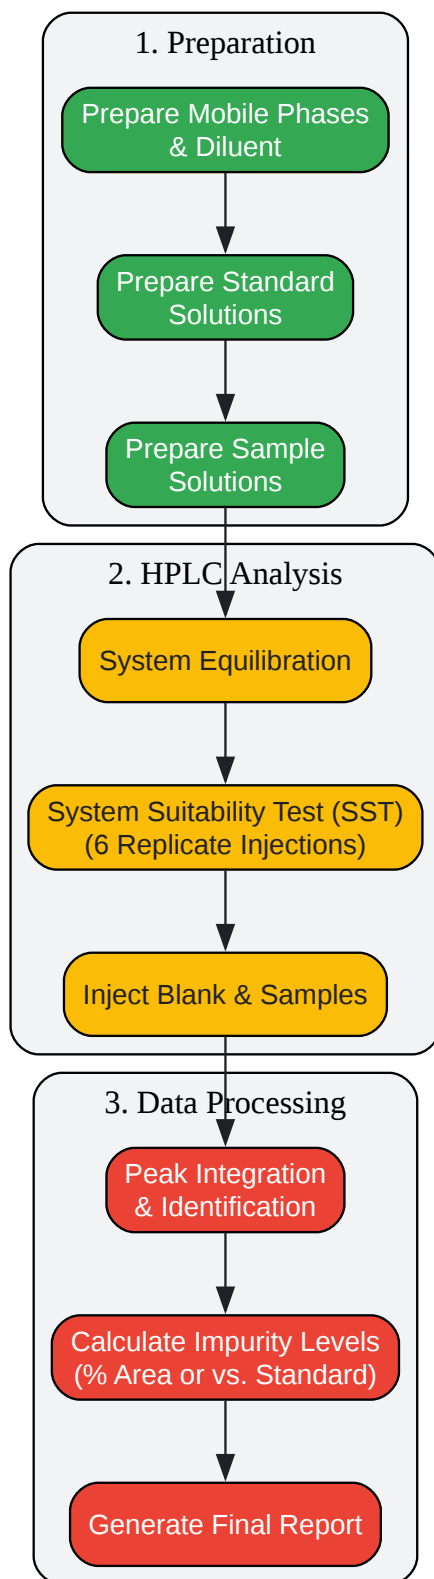 1. Preparation
Prepare Mobile Phases
& Diluent
Prepare Standard
Solutions
Prepare Sample
Solutions
2. HPLC Analysis
System Equilibration
System Suitability Test (SST)
(6 Replicate Injections)
Inject Blank & Samples
3. Data Processing
Peak Integration
& Identification
Calculate Impurity Levels
(% Area or vs. Standard)
Generate Final Report